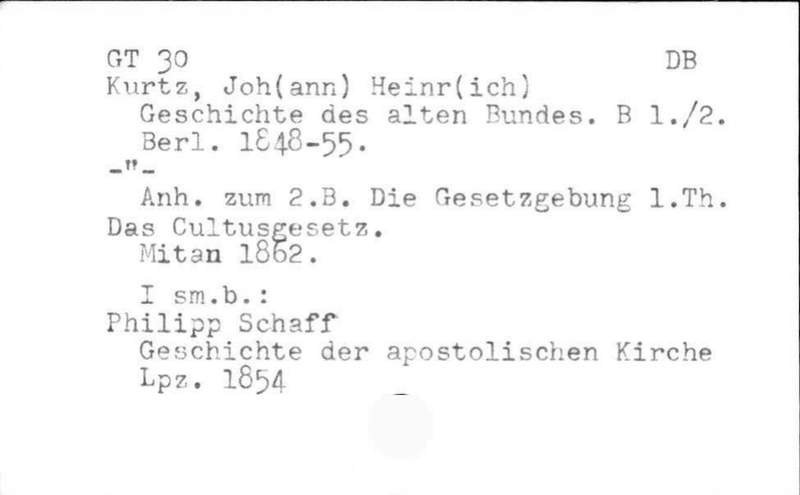 GT 30 DB
Kurtz, Joh(ann) Heinr(ich)
Geschichte des alten Bundes. B 1./2.
Berl. 1848-55.
-"-
Anh. zum 2.B. Die Gesetzgebung 1.Th.
Das Cultusgesetz.
Mitan 1862.
I sm.b.:
Philipp Schaff
Geschichte der apostolischen Kirche
Lpz. 1854